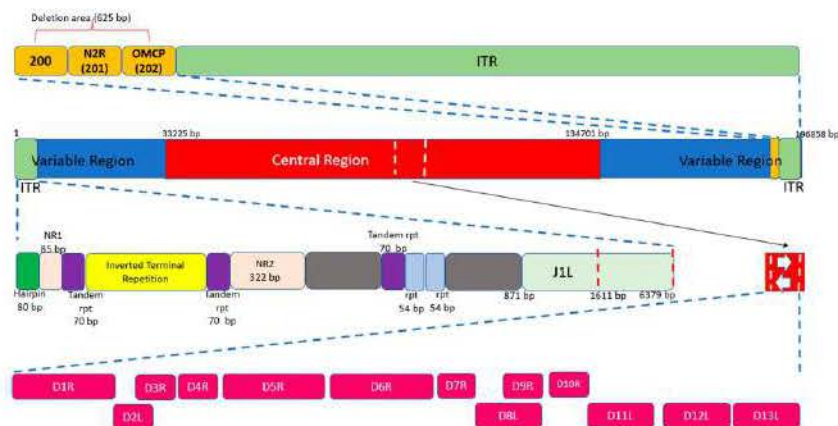 Deletion area (625 bp)
200
N2R
(201)
OMCP
(202)
ITR
1
33225 bp
134701 bp
196858 bp
Variable Region
Central Region
Variable Region
ITR
ITR
NR1
85 bp
Tandem rpt
70 bp
Inverted Terminal
Repetition
NR2
322 bp
J1L
Hairpin
80 bp
Tandem
rpt
70 bp
Tandem
rpt
70 bp
rpt
54 bp
rpt
54 bp
871 bp
1611 bp
6379 bp
D1R
D3R
D4R
D5R
D6R
D7R
D9R
D10R
D2L
D8L
D11L
D12L
D13L